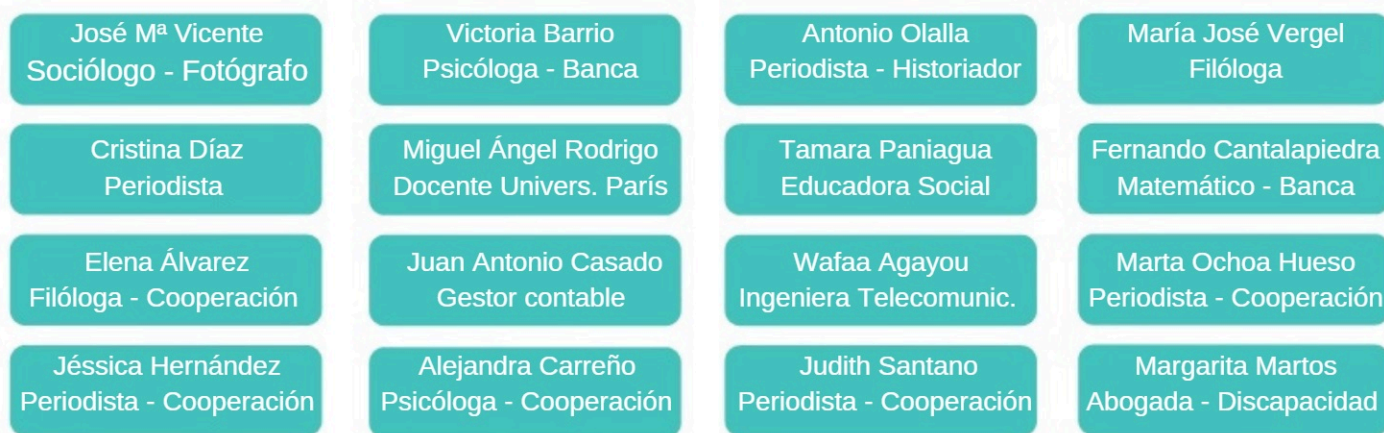 José Mª Vicente
Sociólogo - Fotógrafo
Victoria Barrio
Psicóloga - Banca
Antonio Olalla
Periodista - Historiador
María José Vergel
Filóloga
Cristina Díaz
Periodista
Miguel Ángel Rodrigo
Docente Univers. París
Tamara Paniagua
Educadora Social
Fernando Cantalapiedra
Matemático - Banca
Elena Álvarez
Filóloga - Cooperación
Juan Antonio Casado
Gestor contable
Wafaa Agayou
Ingeniera Telecomunic.
Marta Ochoa Hueso
Periodista - Cooperación
Jéssica Hernández
Periodista - Cooperación
Alejandra Carreño
Psicóloga - Cooperación
Judith Santano
Periodista - Cooperación
Margarita Martos
Abogada - Discapacidad